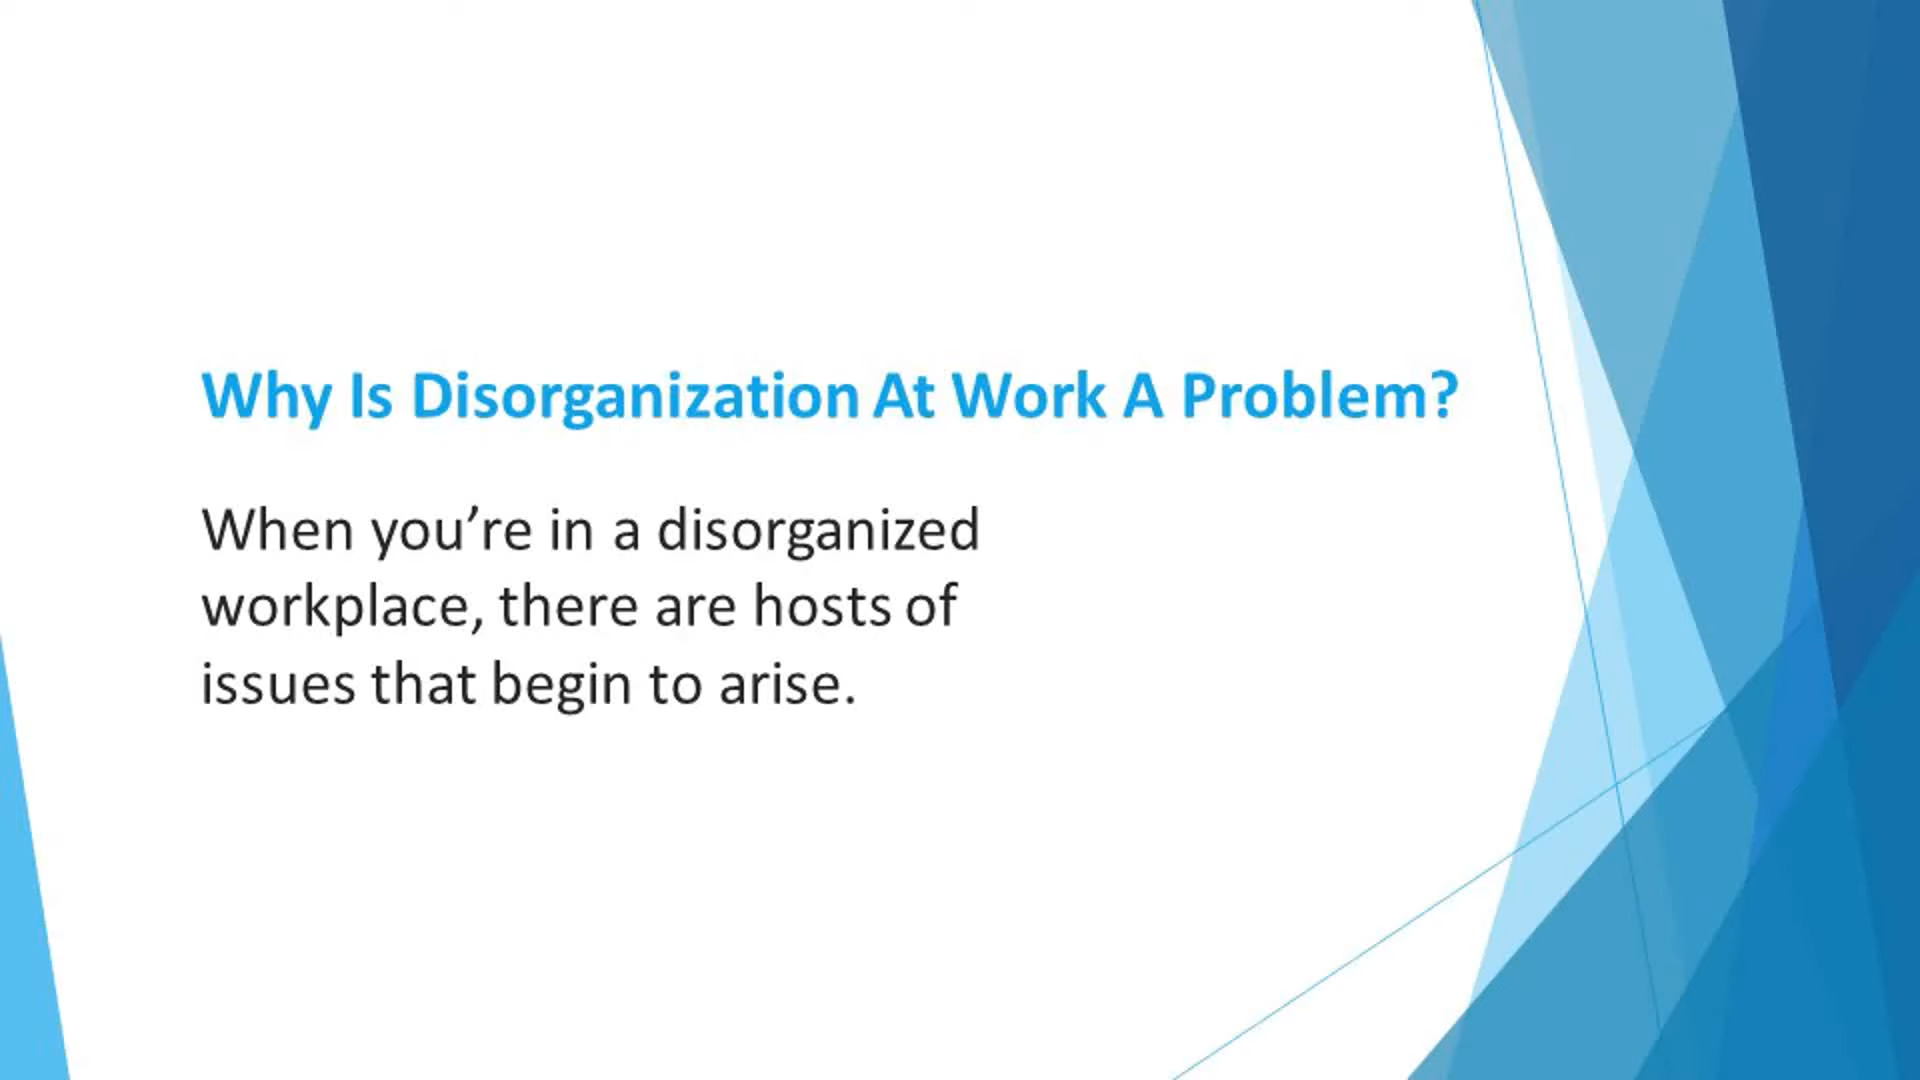 Why Is Disorganization At Work A Problem?
When you’re in a disorganized
workplace, there are hosts of
issues that begin to arise.